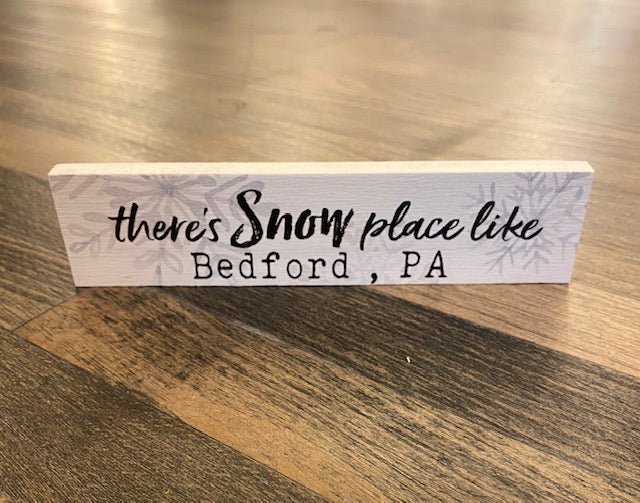 there's Snow place like
Bedford , PA